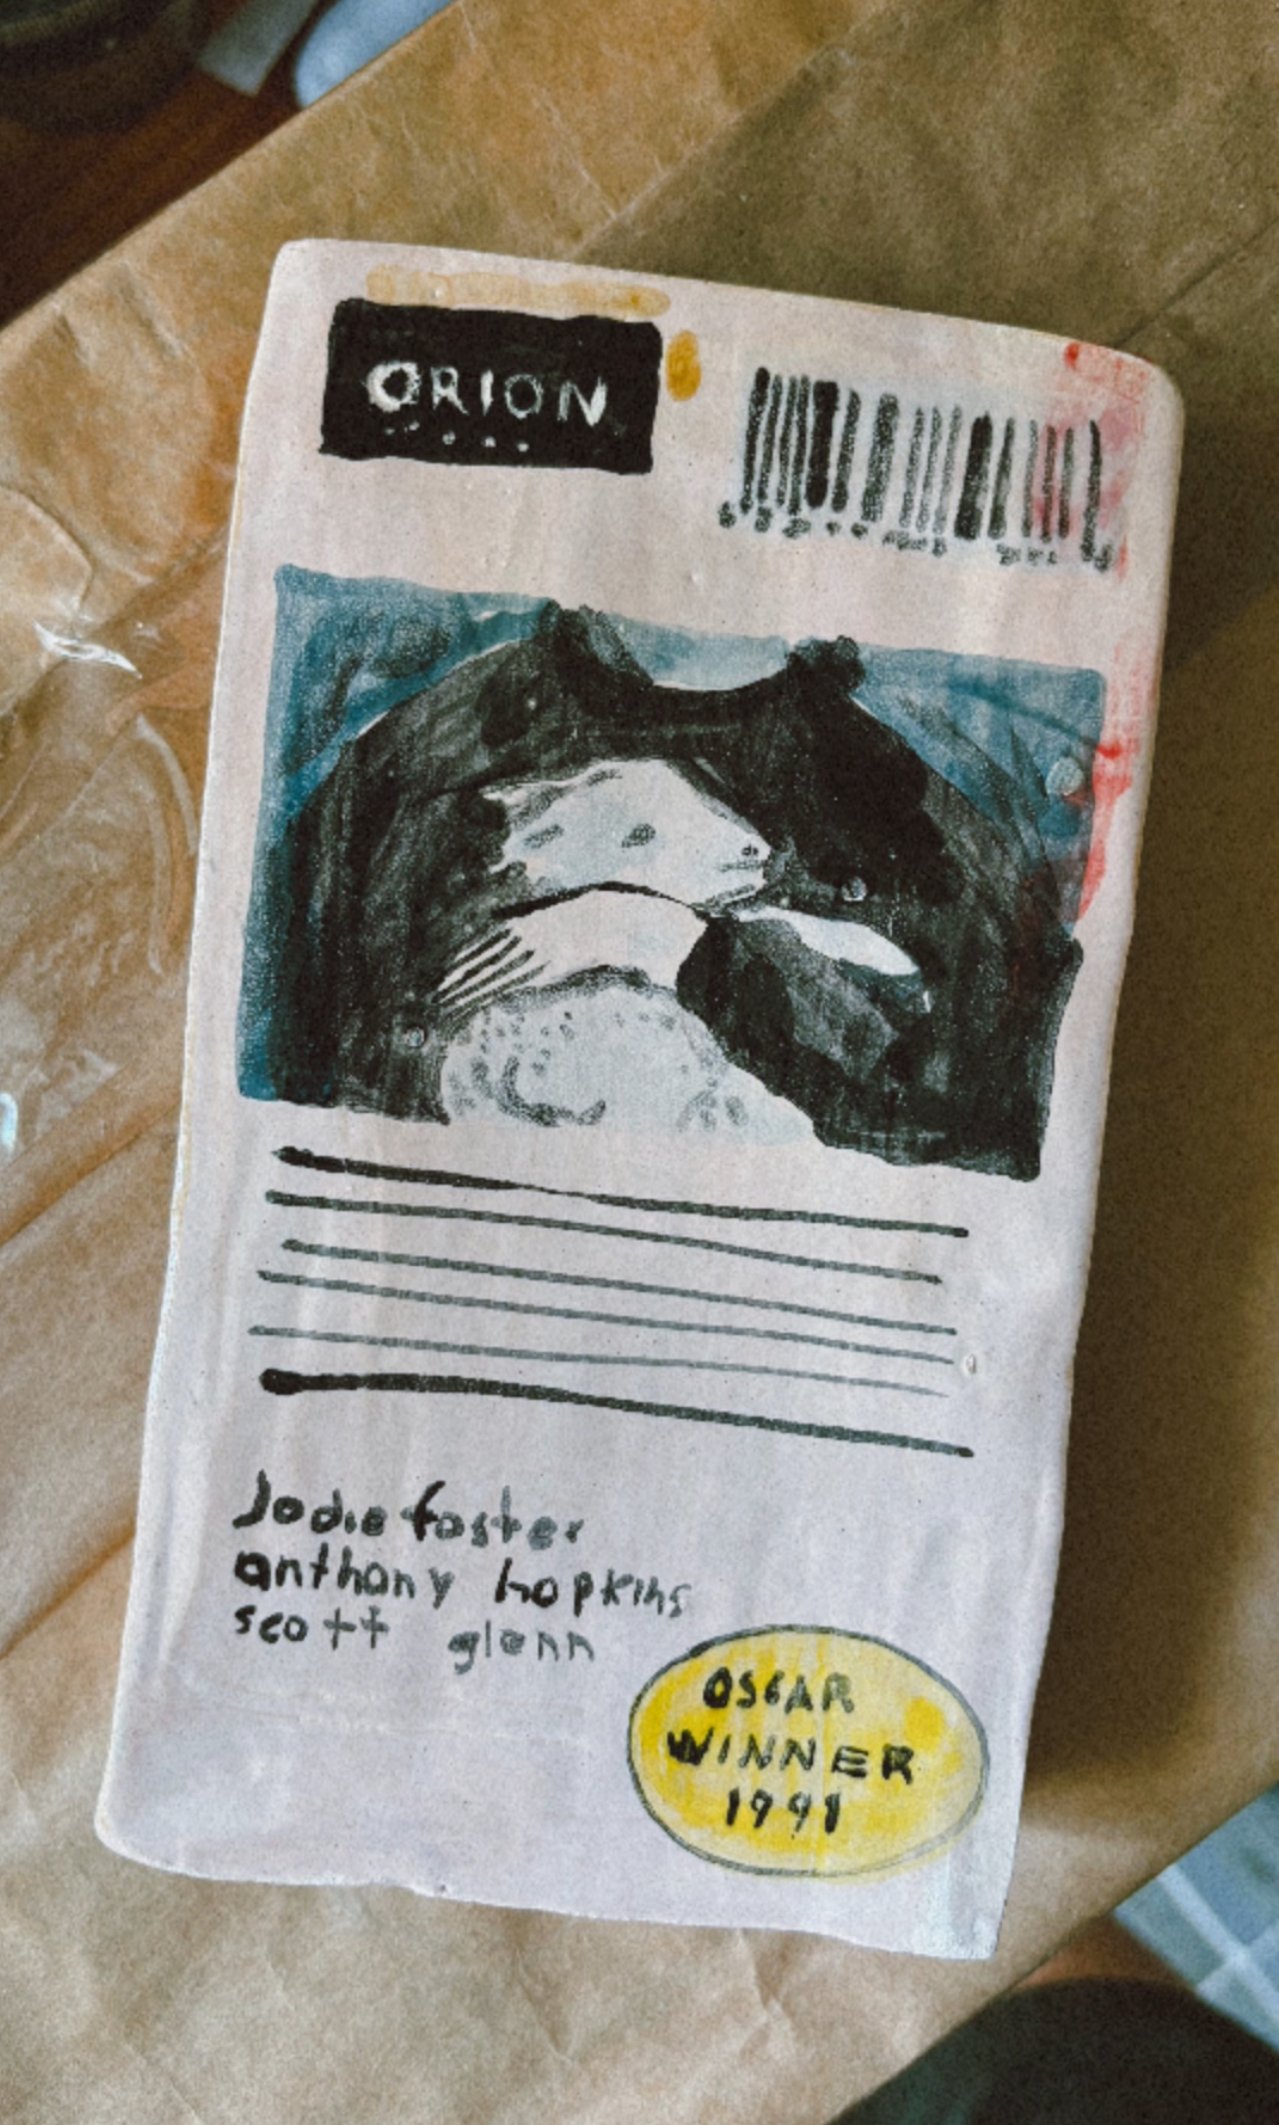 ORION
Jodie foster
anthony hopkins
scott glenn
OSCAR
WINNER
1991